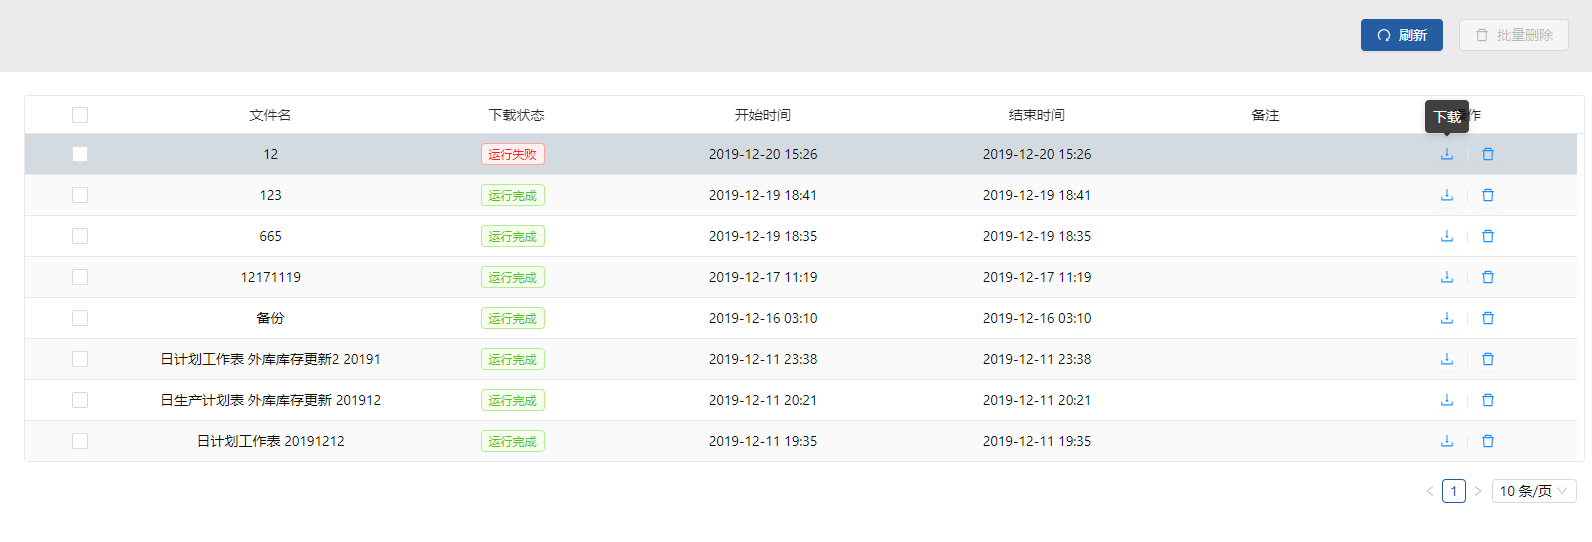 刷新 批量删除
文件名 下载状态 开始时间 结束时间 备注 下载 作
12 运行失败 2019-12-20 15:26 2019-12-20 15:26
123 运行完成 2019-12-19 18:41 2019-12-19 18:41
665 运行完成 2019-12-19 18:35 2019-12-19 18:35
12171119 运行完成 2019-12-17 11:19 2019-12-17 11:19
备份 运行完成 2019-12-16 03:10 2019-12-16 03:10
日计划工作表 外库库存更新2 20191 运行完成 2019-12-11 23:38 2019-12-11 23:38
日生产计划表 外库库存更新 201912 运行完成 2019-12-11 20:21 2019-12-11 20:21
日计划工作表 20191212 运行完成 2019-12-11 19:35 2019-12-11 19:35
1 10 条/页